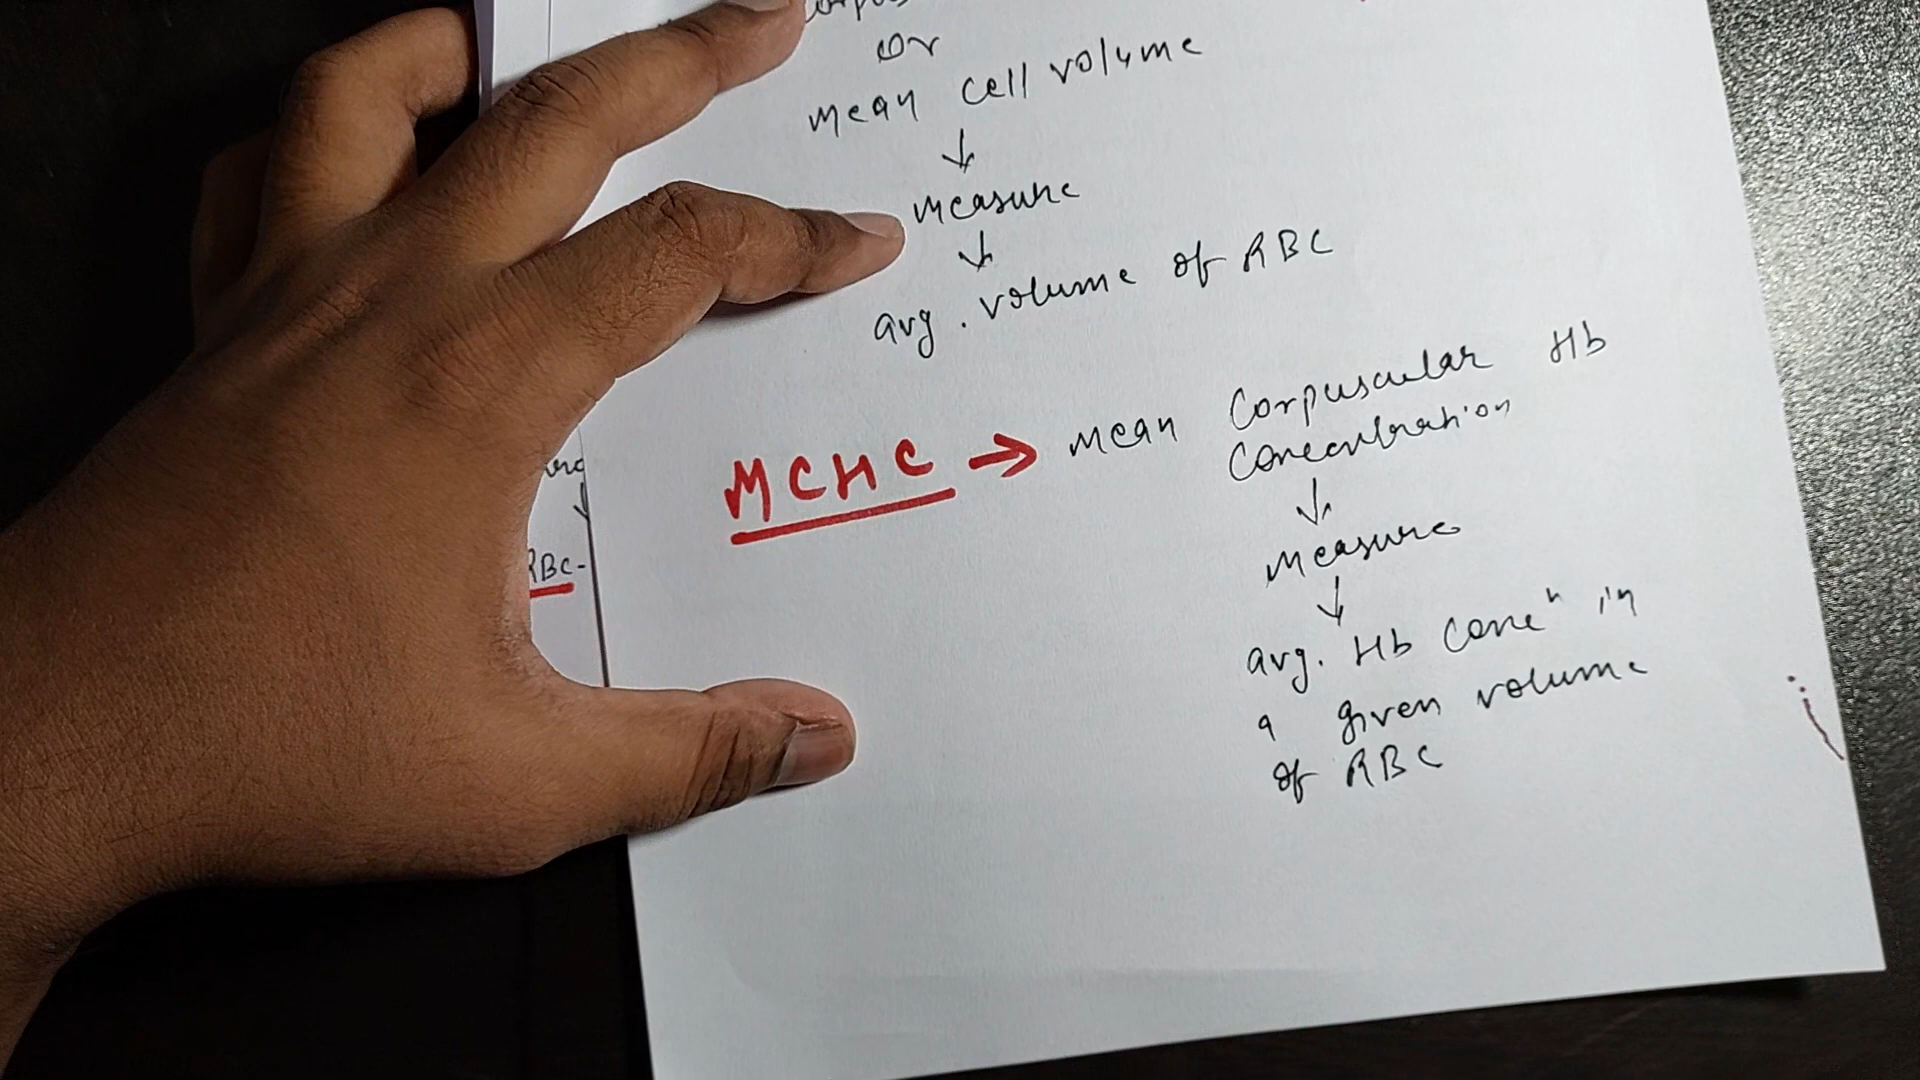 or
mean cell volume
↓
measure
↓
avg. volume of RBC
MCHC → mean Corpuscular Hb
Concentration
↓
measure
↓
avg. Hb concⁿ in
a given volume
of RBC
RBC-